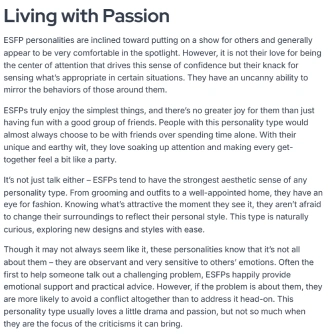 Living with Passion
ESFP personalities are inclined toward putting on a show for others and generally
appear to be very comfortable in the spotlight. However, it is not their love for being
the center of attention that drives this sense of confidence but their knack for
sensing what's appropriate in certain situations. They have an uncanny ability to
mirror the behaviors of those around them.
ESFPs truly enjoy the simplest things, and there's no greater joy for them than just
having fun with a good group of friends. People with this personality type would
almost always choose to be with friends over spending time alone. With their
unique and earthy wit, they love soaking up attention and making every get-
together feel a bit like a party.
It's not just talk either – ESFPs tend to have the strongest aesthetic sense of any
personality type. From grooming and outfits to a well-appointed home, they have an
eye for fashion. Knowing what's attractive the moment they see it, they aren't afraid
to change their surroundings to reflect their personal style. This type is naturally
curious, exploring new designs and styles with ease.
Though it may not always seem like it, these personalities know that it's not all
about them – they are observant and very sensitive to others' emotions. Often the
first to help someone talk out a challenging problem, ESFPs happily provide
emotional support and practical advice. However, if the problem is about them, they
are more likely to avoid a conflict altogether than to address it head-on. This
personality type usually loves a little drama and passion, but not so much when
they are the focus of the criticisms it can bring.